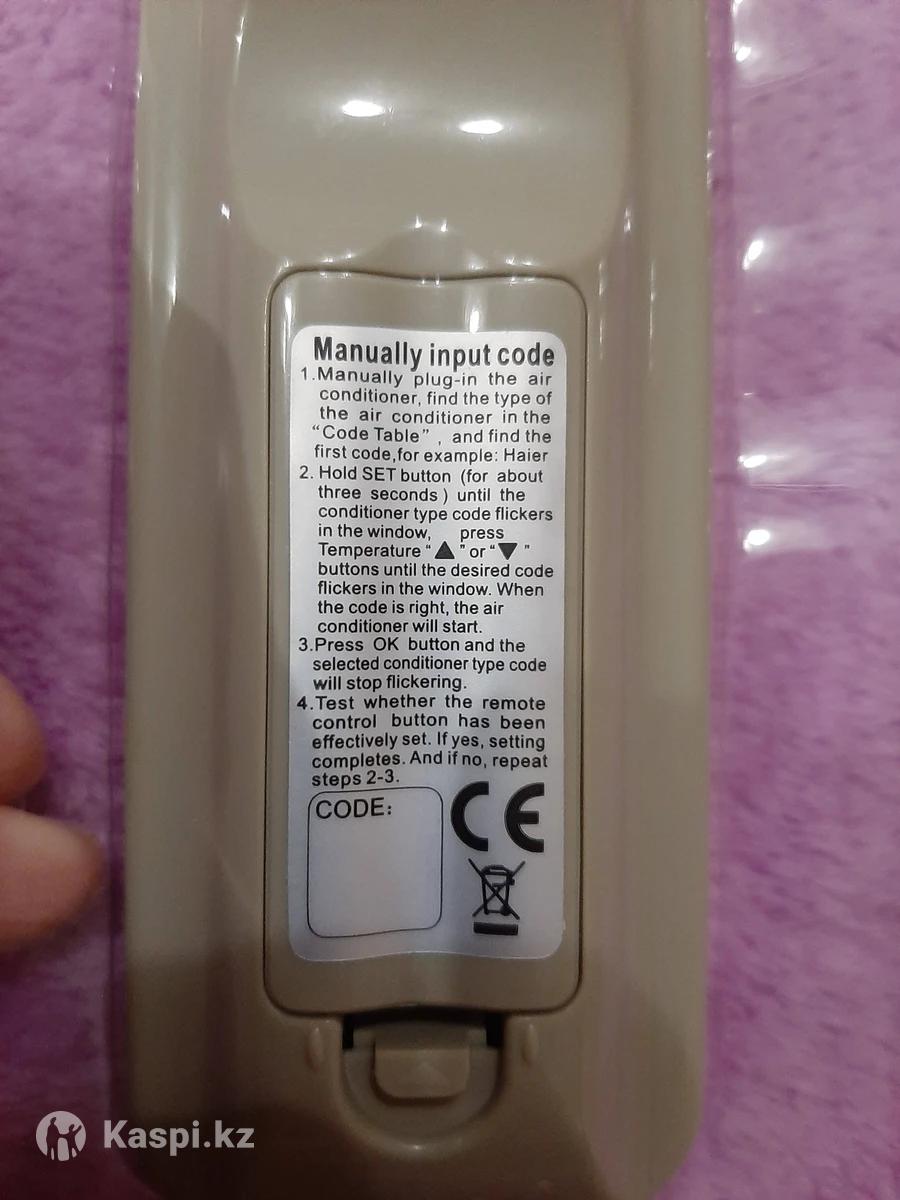 Manually input code
1.Manually plug-in the air
conditioner, find the type of
the air conditioner in the
“Code Table” , and find the
first code,for example: Haier
2. Hold SET button (for about
three seconds ) until the
conditioner type code flickers
in the window, press
Temperature “▲” or “▼”
buttons until the desired code
flickers in the window. When
the code is right, the air
conditioner will start.
3.Press OK button and the
selected conditioner type code
will stop flickering.
4.Test whether the remote
control button has been
effectively set. If yes, setting
completes. And if no, repeat
steps 2-3.
CODE:
CE
Kaspi.kz